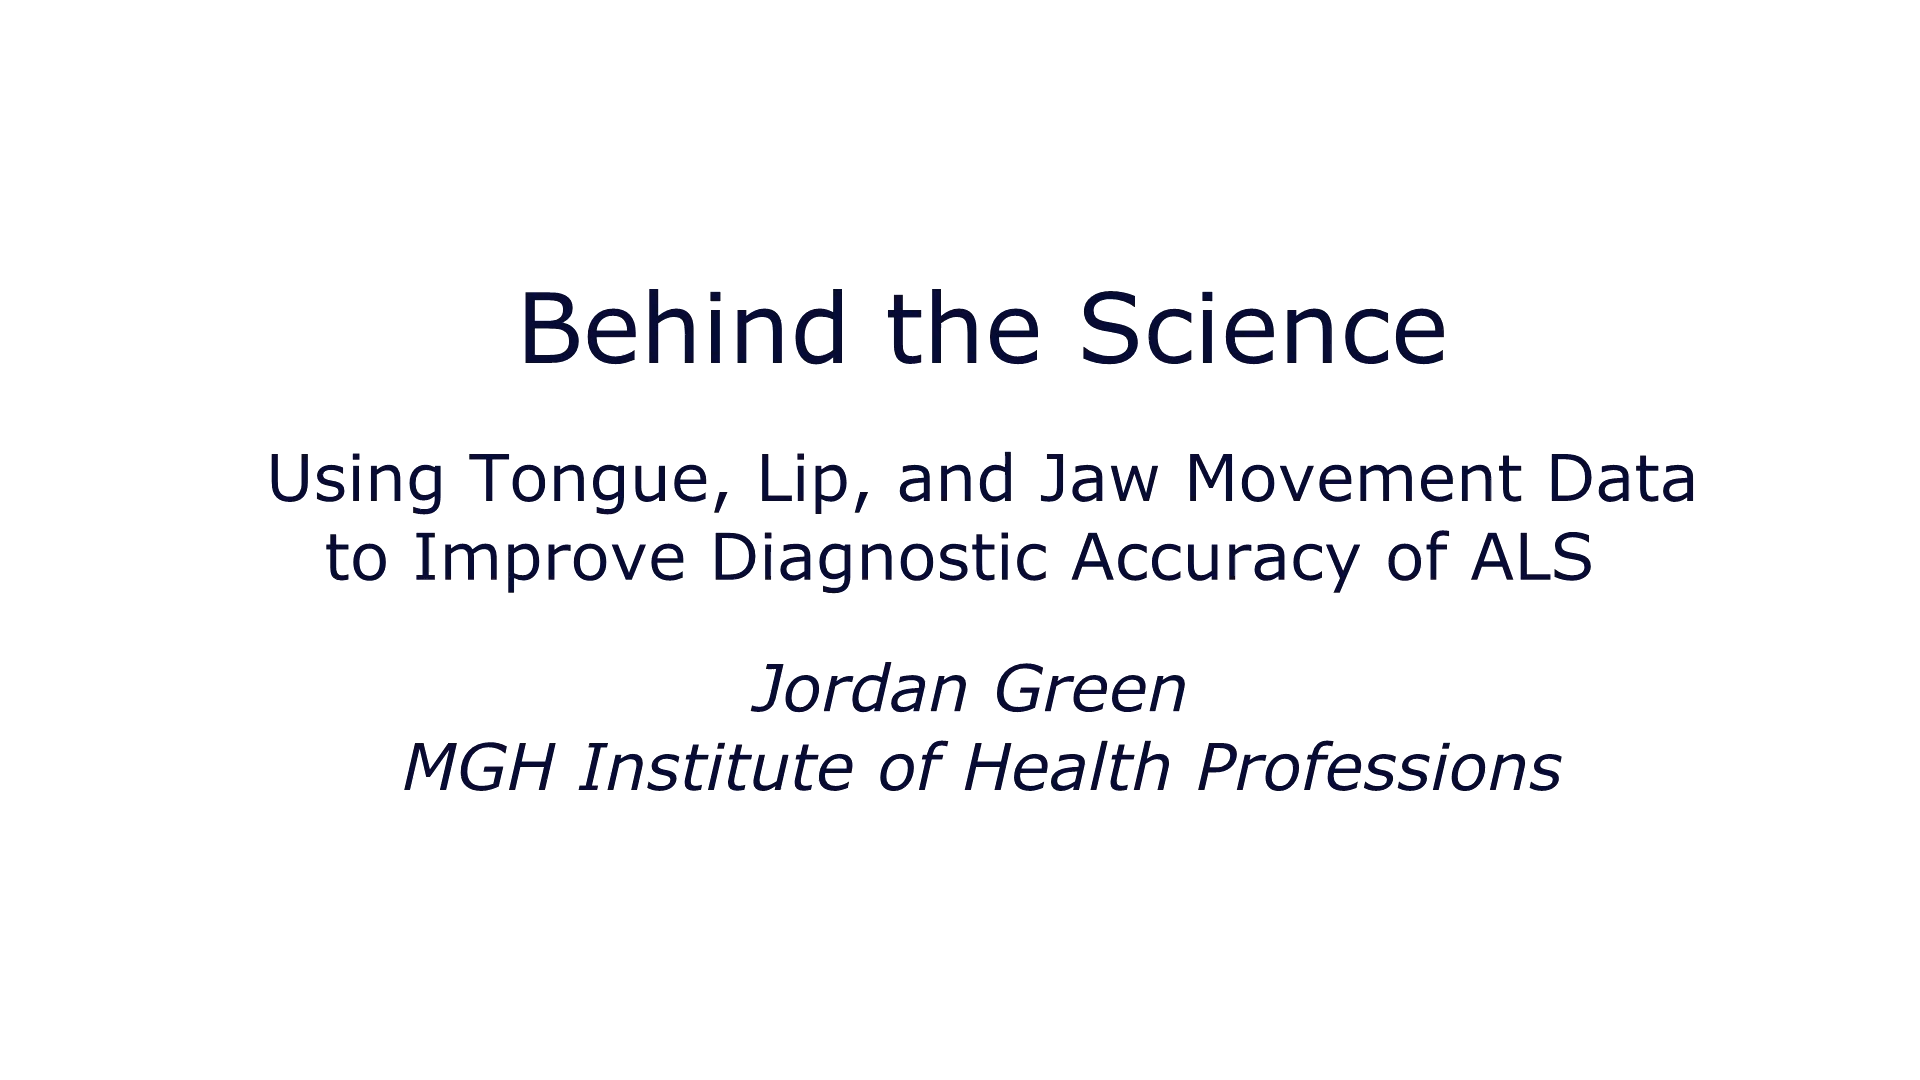 Behind the Science
Using Tongue, Lip, and Jaw Movement Data
to Improve Diagnostic Accuracy of ALS
Jordan Green
MGH Institute of Health Professions